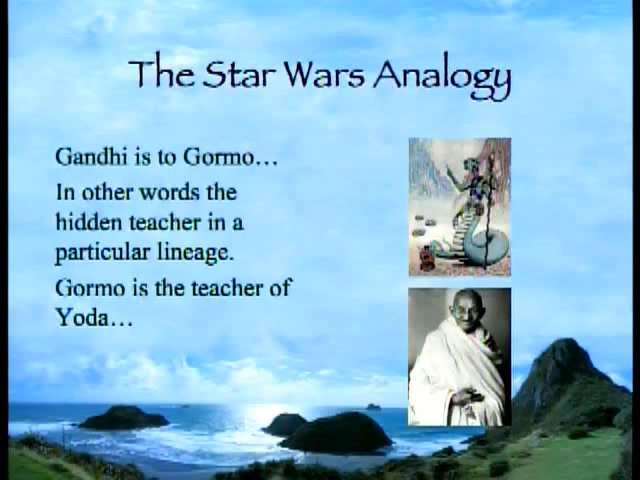 The Star Wars Analogy
Gandhi is to Gormo…
In other words the
hidden teacher in a
particular lineage.
Gormo is the teacher of
Yoda…